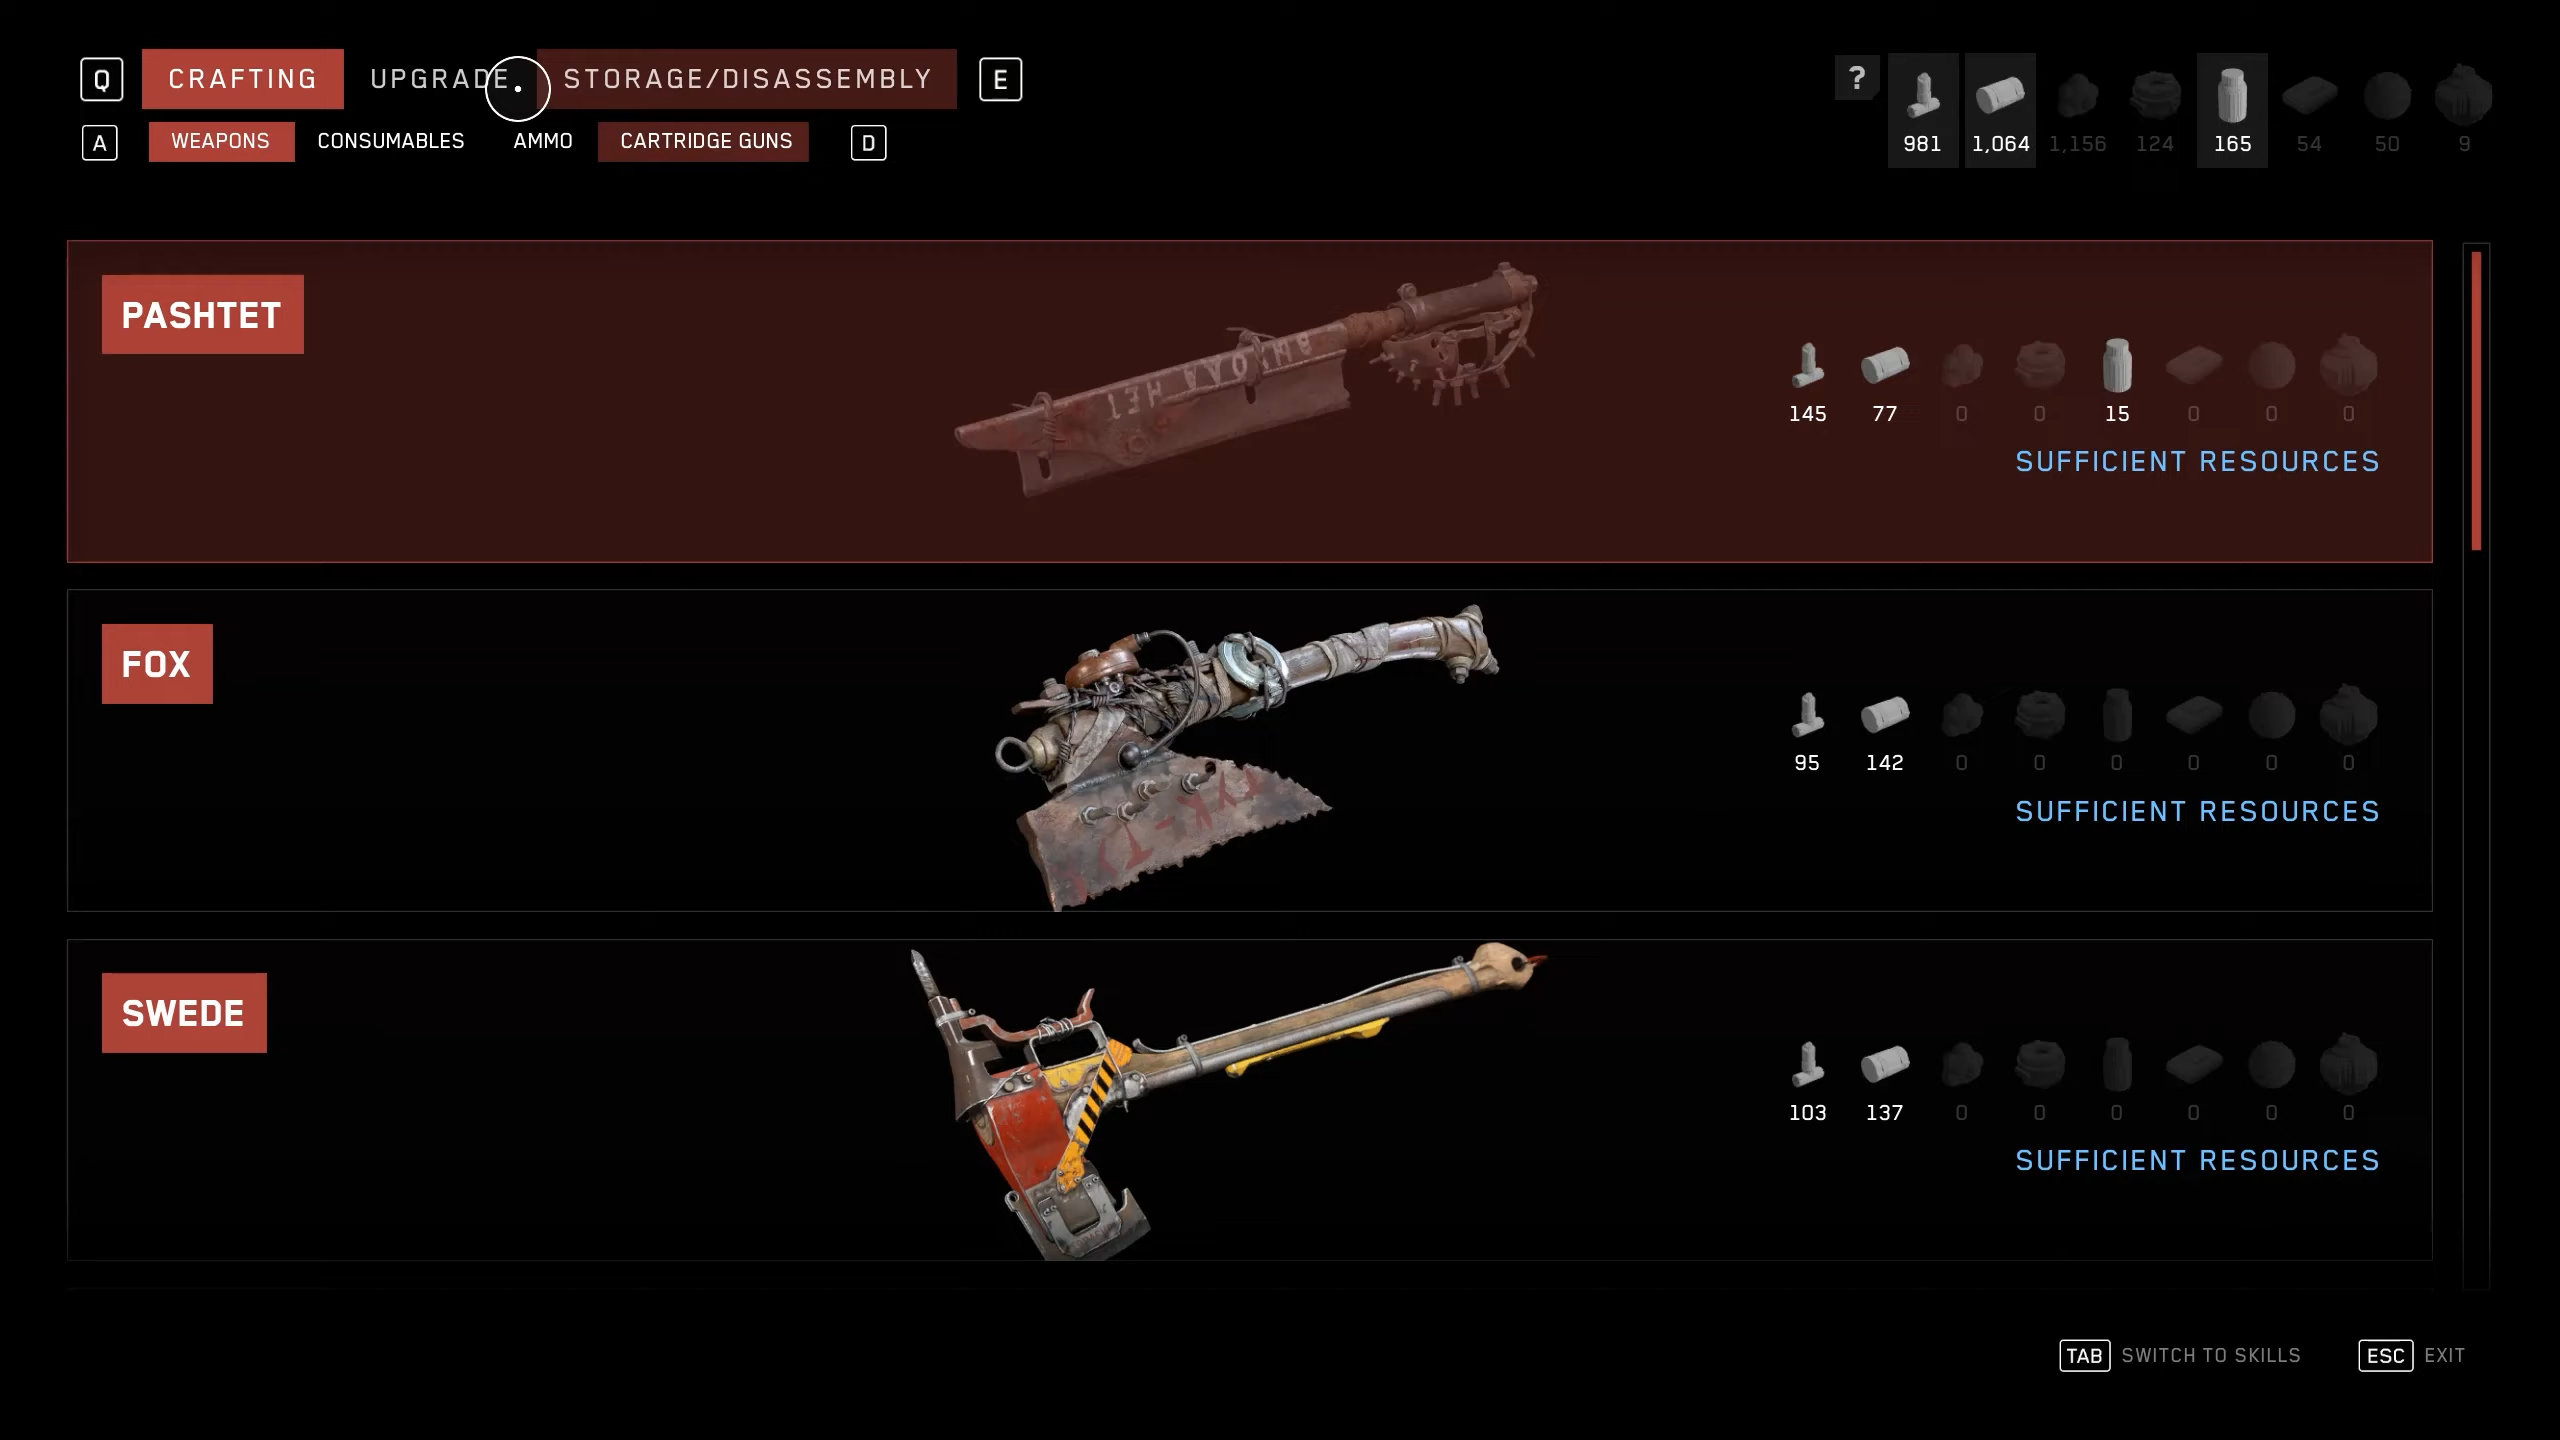 Q CRAFTING UPGRADE STORAGE/DISASSEMBLY E
A WEAPONS CONSUMABLES AMMO CARTRIDGE GUNS D
? 981 1,064 1,156 124 165 54 50 9
PASHTET
145 77 0 0 15 0 0 0
SUFFICIENT RESOURCES
FOX
95 142 0 0 0 0 0 0
SUFFICIENT RESOURCES
SWEDE
103 137 0 0 0 0 0 0
SUFFICIENT RESOURCES
TAB SWITCH TO SKILLS ESC EXIT